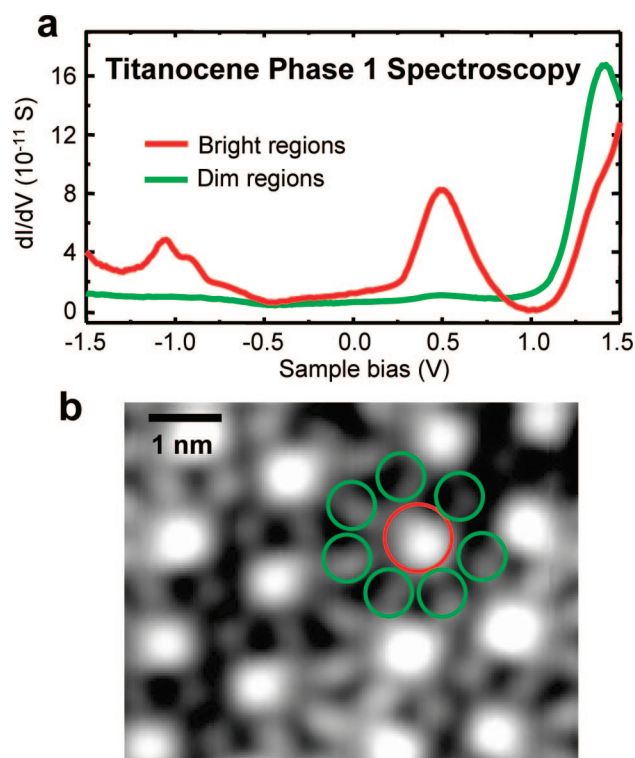 a
Titanocene Phase 1 Spectroscopy
Bright regions
Dim regions
dI/dV (10⁻¹¹ S)
16
12
8
4
0
-1.5 -1.0 -0.5 0.0 0.5 1.0 1.5
Sample bias (V)
b
1 nm